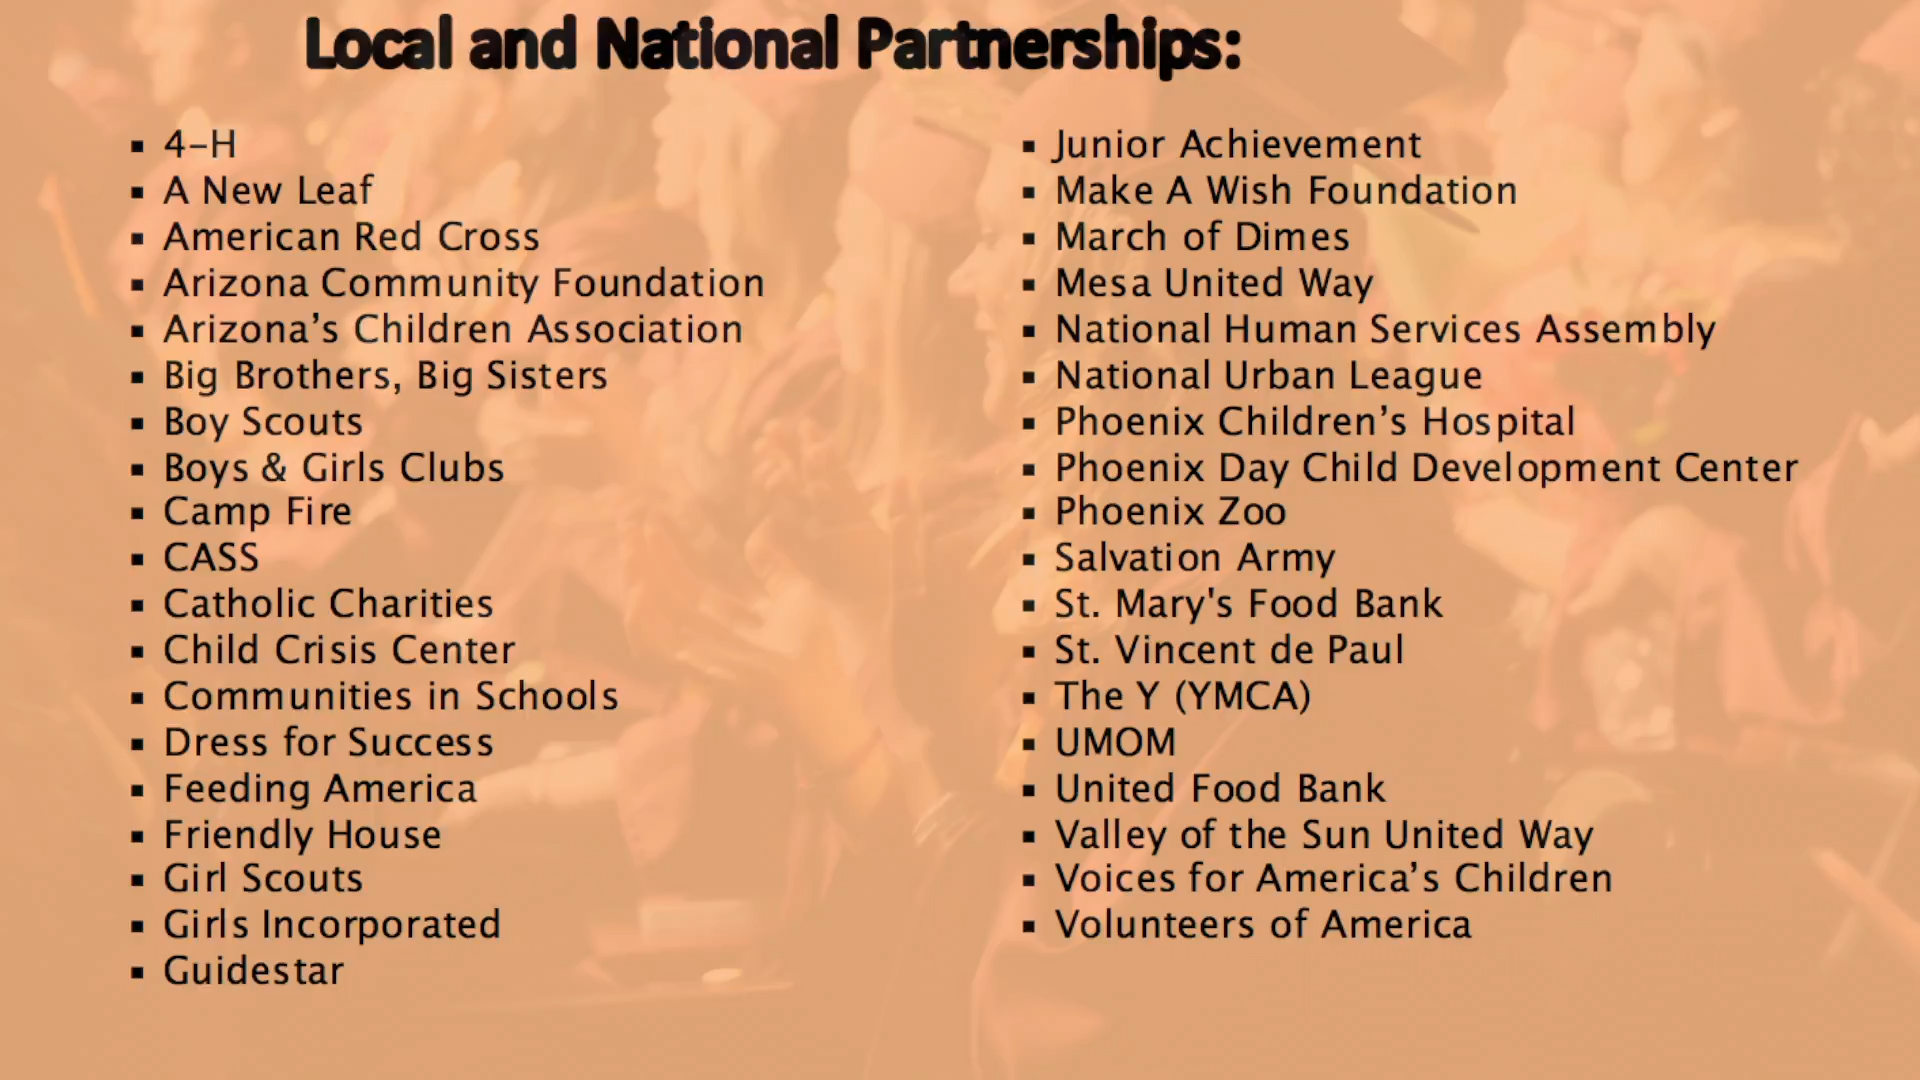 Local and National Partnerships:
▪ 4-H
▪ A New Leaf
▪ American Red Cross
▪ Arizona Community Foundation
▪ Arizona’s Children Association
▪ Big Brothers, Big Sisters
▪ Boy Scouts
▪ Boys & Girls Clubs
▪ Camp Fire
▪ CASS
▪ Catholic Charities
▪ Child Crisis Center
▪ Communities in Schools
▪ Dress for Success
▪ Feeding America
▪ Friendly House
▪ Girl Scouts
▪ Girls Incorporated
▪ Guidestar
▪ Junior Achievement
▪ Make A Wish Foundation
▪ March of Dimes
▪ Mesa United Way
▪ National Human Services Assembly
▪ National Urban League
▪ Phoenix Children’s Hospital
▪ Phoenix Day Child Development Center
▪ Phoenix Zoo
▪ Salvation Army
▪ St. Mary's Food Bank
▪ St. Vincent de Paul
▪ The Y (YMCA)
▪ UMOM
▪ United Food Bank
▪ Valley of the Sun United Way
▪ Voices for America’s Children
▪ Volunteers of America